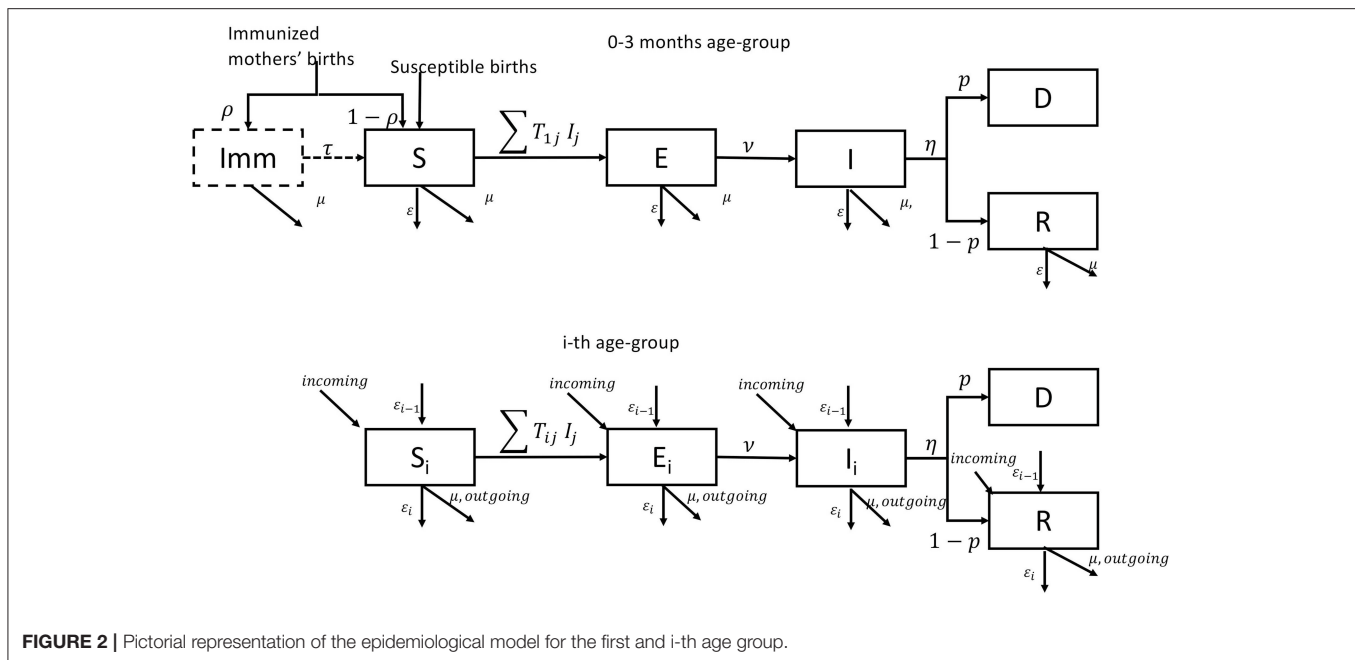 Immunized
mothers' births
0-3 months age-group
Susceptible births
ρ
1 − ρ
∑ T₁ⱼ Iⱼ
p
D
Imm
τ
S
E
ν
I
η
μ
ε
μ
ε
μ
ε
μ,
1 − p
R
ε
μ
i-th age-group
incoming
εᵢ₋₁
incoming
εᵢ₋₁
incoming
εᵢ₋₁
p
D
∑ Tᵢⱼ Iⱼ
Sᵢ
Eᵢ
ν
Iᵢ
η
incoming
εᵢ₋₁
R
εᵢ
μ, outgoing
εᵢ
μ, outgoing
εᵢ
μ, outgoing
1 − p
εᵢ
μ, outgoing
FIGURE 2 | Pictorial representation of the epidemiological model for the first and i-th age group.